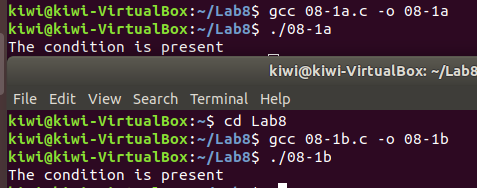 kiwi@kiwi-VirtualBox:~/Lab8$ gcc 08-1a.c -o 08-1a
kiwi@kiwi-VirtualBox:~/Lab8$ ./08-1a
The condition is present
kiwi@kiwi-VirtualBox: ~/Lab8
File Edit View Search Terminal Help
kiwi@kiwi-VirtualBox:~$ cd Lab8
kiwi@kiwi-VirtualBox:~/Lab8$ gcc 08-1b.c -o 08-1b
kiwi@kiwi-VirtualBox:~/Lab8$ ./08-1b
The condition is present